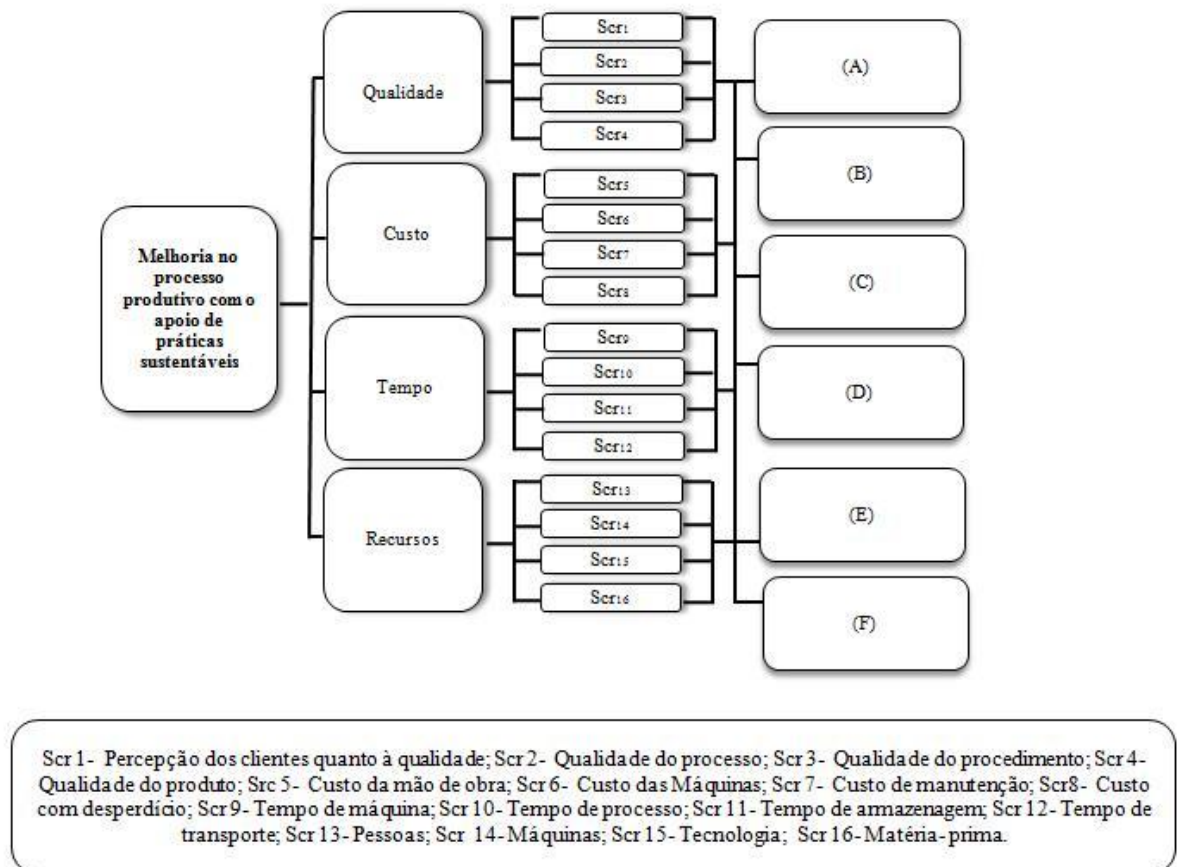 Melhoria no
processo
produtivo com o
apoio de
práticas
sustentáveis
Qualidade
Custo
Tempo
Recursos
Scr1
Scr2
Scr3
Scr4
Scr5
Scr6
Scr7
Scr8
Scr9
Scr10
Scr11
Scr12
Scr13
Scr14
Scr15
Scr16
(A)
(B)
(C)
(D)
(E)
(F)
Scr 1- Percepção dos clientes quanto à qualidade; Scr 2- Qualidade do processo; Scr 3- Qualidade do procedimento; Scr 4-
Qualidade do produto; Src 5- Custo da mão de obra; Scr 6- Custo das Máquinas; Scr 7- Custo de manutenção; Scr8- Custo
com desperdício; Scr 9- Tempo de máquina; Scr 10- Tempo de processo; Scr 11- Tempo de armazenagem; Scr 12- Tempo de
transporte; Scr 13- Pessoas; Scr 14- Máquinas; Scr 15- Tecnologia; Scr 16- Matéria-prima.